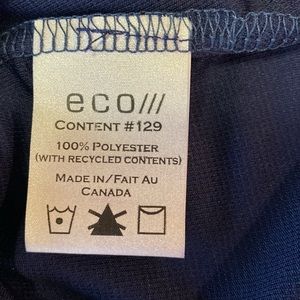 eco///
CONTENT #129
100% POLYESTER
(WITH RECYCLED CONTENTS)
MADE IN/FAIT AU
CANADA